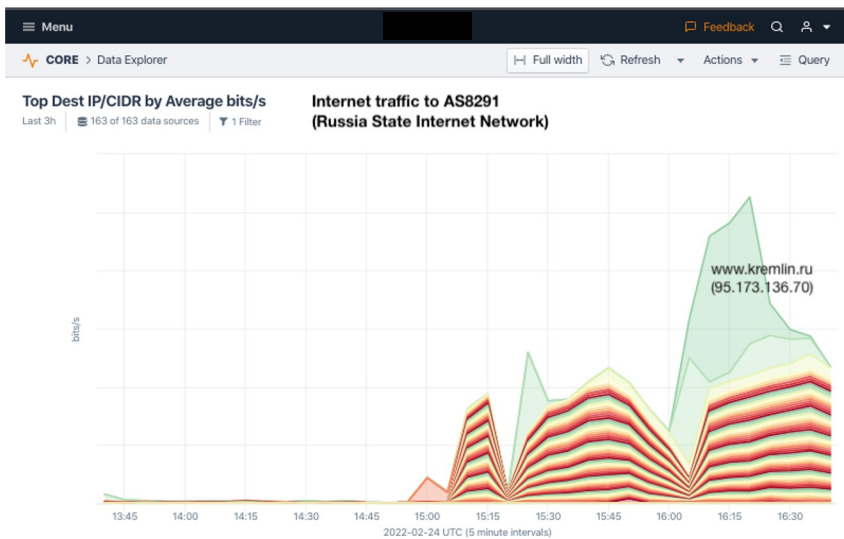 Menu
Feedback
CORE > Data Explorer
Full width
Refresh
Actions
Query
Top Dest IP/CIDR by Average bits/s
Last 3h
163 of 163 data sources
1 Filter
Internet traffic to AS8291
(Russia State Internet Network)
www.kremlin.ru
(95.173.136.70)
bits/s
13:45 14:00 14:15 14:30 14:45 15:00 15:15 15:30 15:45 16:00 16:15 16:30
2022-02-24 UTC (5 minute intervals)